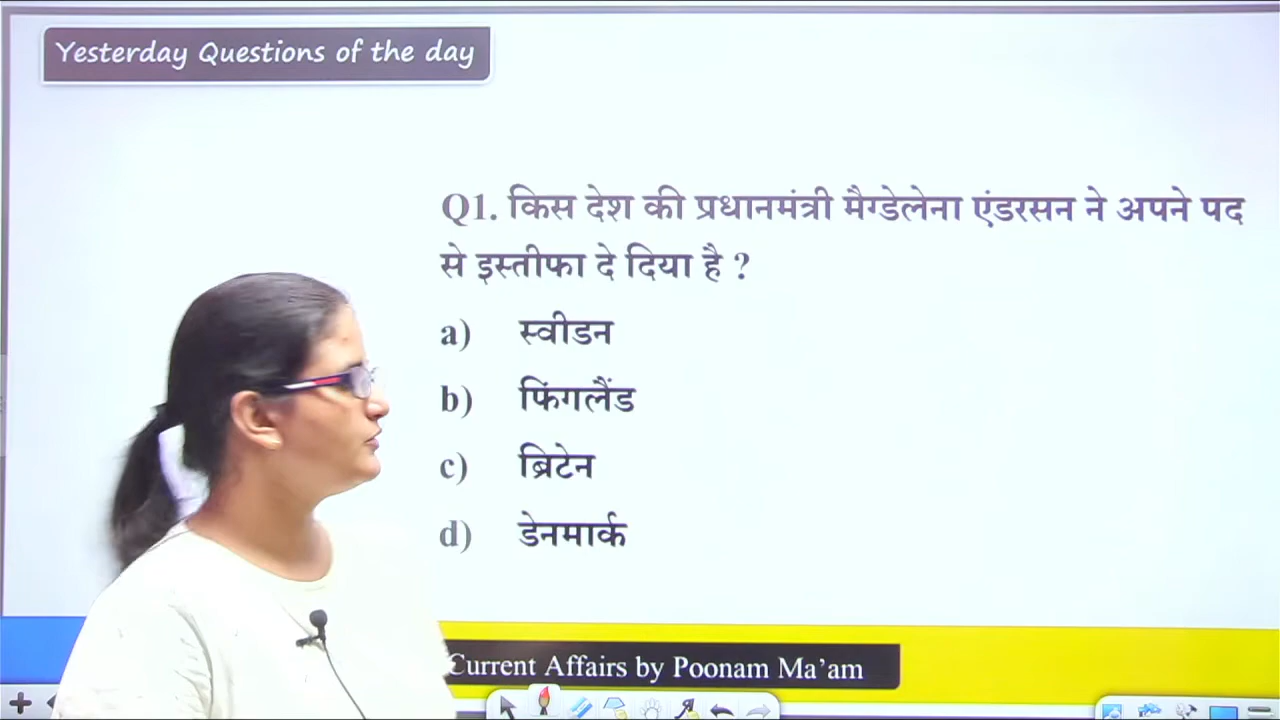 Yesterday Questions of the day
Q1. किस देश की प्रधानमंत्री मैग्डेलेना एंडरसन ने अपने पद
से इस्तीफा दे दिया है ?
a) स्वीडन
b) फिंगलैंड
c) ब्रिटेन
d) डेनमार्क
Current Affairs by Poonam Ma'am